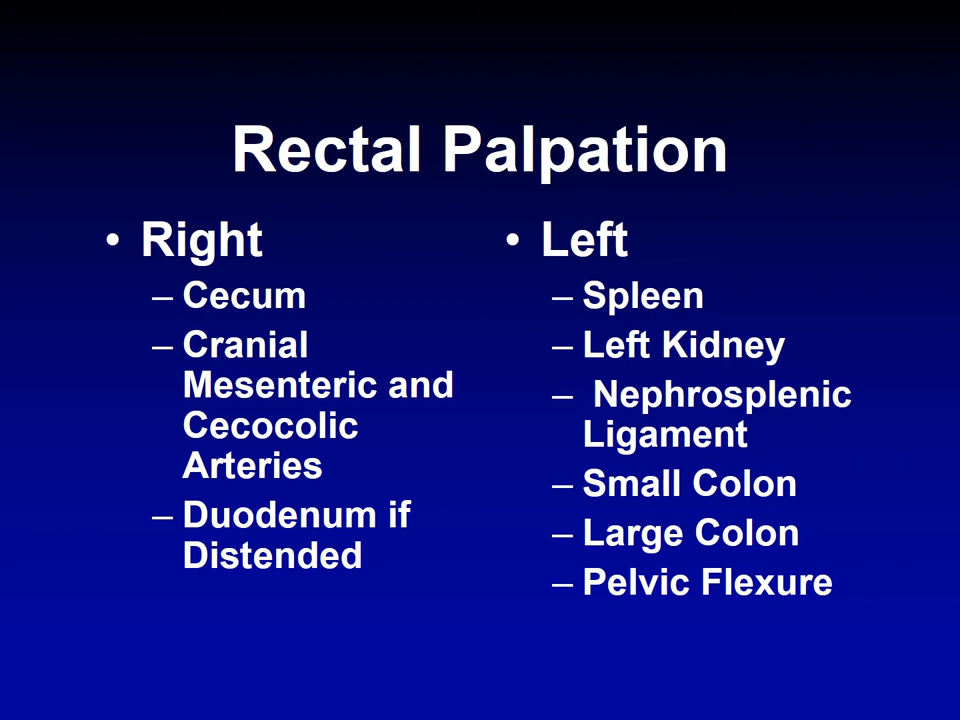 Rectal Palpation
• Right
– Cecum
– Cranial
Mesenteric and
Cecocolic
Arteries
– Duodenum if
Distended
• Left
– Spleen
– Left Kidney
– Nephrosplenic
Ligament
– Small Colon
– Large Colon
– Pelvic Flexure